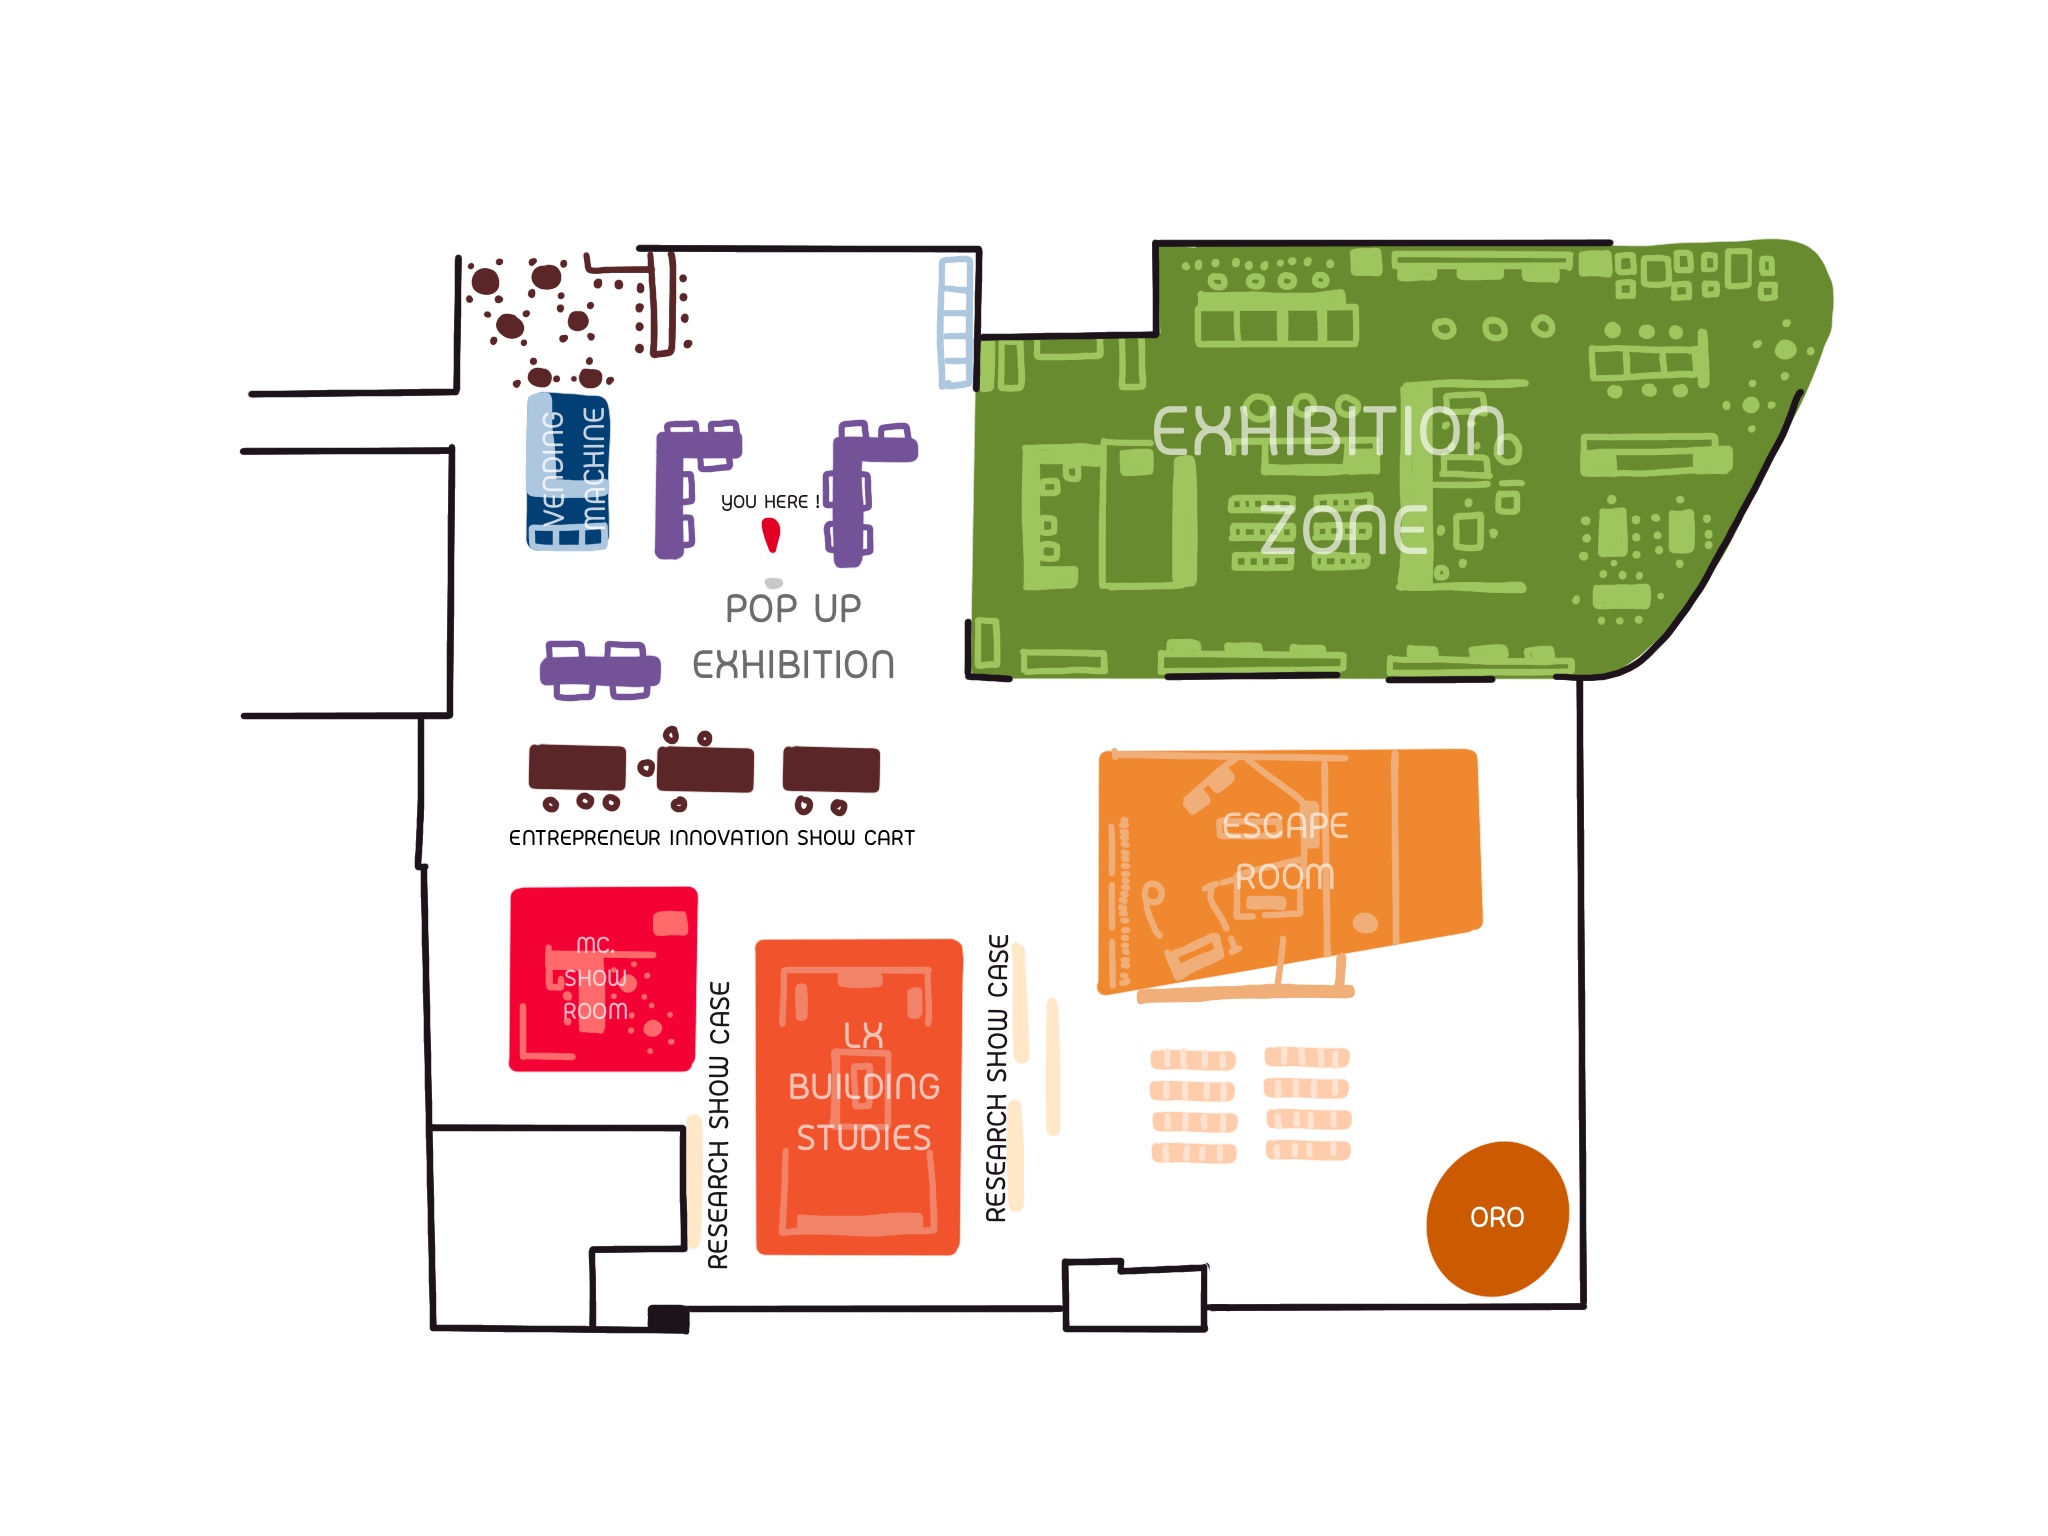 VENDING
MACHINE
YOU HERE !
POP UP
EXHIBITION
EXHIBITION
ZONE
ENTREPRENEUR INNOVATION SHOW CART
ESCAPE
ROOM
MC.
SHOW
ROOM
RESEARCH SHOW CASE
LX
BUILDING
STUDIES
RESEARCH SHOW CASE
ORO